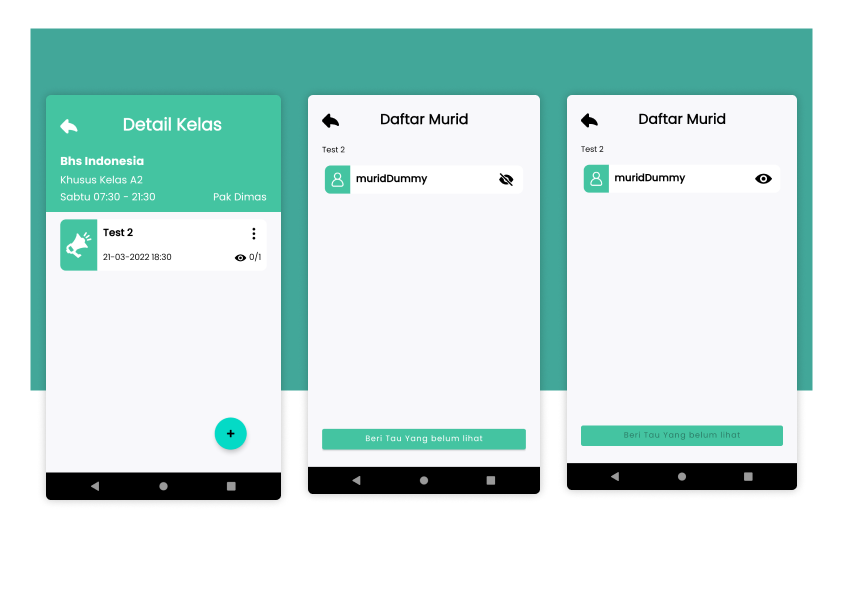 Detail Kelas
Bhs Indonesia
Khusus Kelas A2
Sabtu 07:30 - 21:30 Pak Dimas
Test 2
21-03-2022 18:30 0/1
+
Daftar Murid
Test 2
muridDummy
Beri Tau Yang belum lihat
Daftar Murid
Test 2
muridDummy
Beri Tau Yang belum lihat